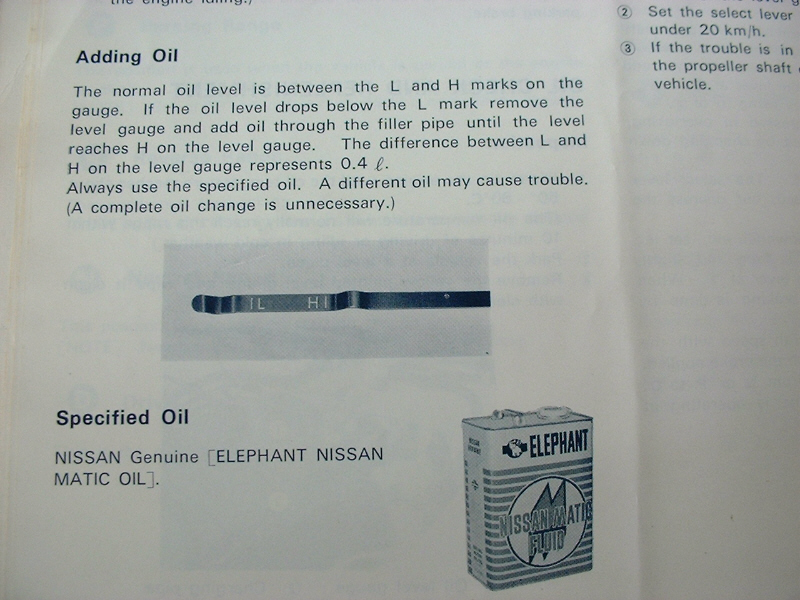 the engine idling.)
Adding Oil
The normal oil level is between the L and H marks on the
gauge. If the oil level drops below the L mark remove the
level gauge and add oil through the filler pipe until the level
reaches H on the level gauge. The difference between L and
H on the level gauge represents 0.4 ℓ.
Always use the specified oil. A different oil may cause trouble.
(A complete oil change is unnecessary.)
L H
Specified Oil
NISSAN Genuine [ELEPHANT NISSAN
MATIC OIL].
ELEPHANT
NISSAN MATIC
FLUID
② Set the select lever
under 20 km/h.
③ If the trouble is in
the propeller shaft
vehicle.